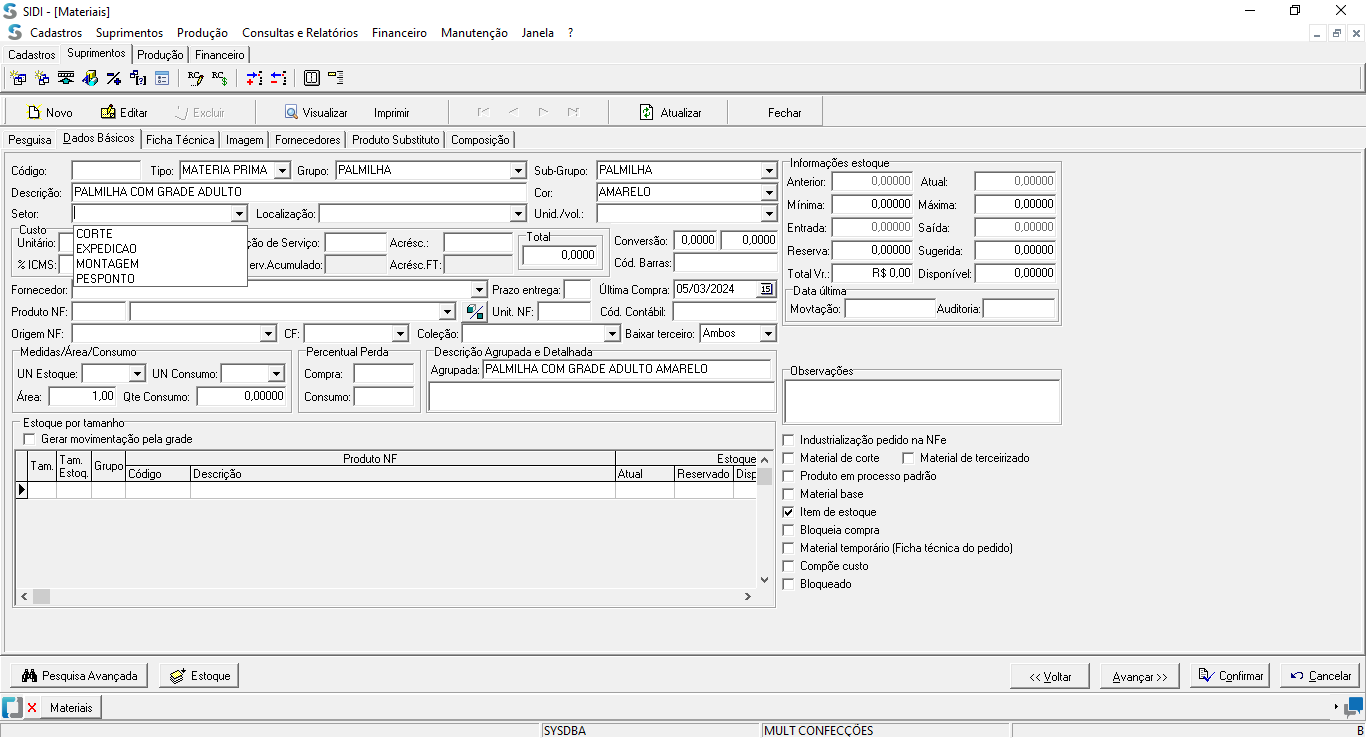 SIDI - [Materiais]
Cadastros Suprimentos Produção Consultas e Relatórios Financeiro Manutenção Janela ?
Cadastros Suprimentos Produção Financeiro
Novo Editar Excluir Visualizar Imprimir Atualizar Fechar
Pesquisa Dados Básicos Ficha Técnica Imagem Fornecedores Produto Substituto Composição
Código: Tipo: MATERIA PRIMA Grupo: PALMILHA Sub-Grupo: PALMILHA
Descrição: PALMILHA COM GRADE ADULTO Cor: AMARELO
Setor: Localização: Unid./vol.:
CORTE
EXPEDICAO
MONTAGEM
PESPONTO
Custo
Unitário: ção de Serviço: Acrésc.: Total 0,0000
% ICMS: erv.Acumulado: Acrésc.FT:
Conversão: 0,0000 0,0000
Cód. Barras:
Fornecedor: Prazo entrega: Última Compra: 05/03/2024 15
Produto NF: Unit. NF: Cód. Contábil:
Origem NF: CF: Coleção: Baixar terceiro: Ambos
Informações estoque
Anterior: 0,00000 Atual: 0,00000
Mínima: 0,00000 Máxima: 0,00000
Entrada: 0,00000 Saída: 0,00000
Reserva: 0,00000 Sugerida: 0,00000
Total Vr.: R$ 0,00 Disponível: 0,00000
Data última
Movtação: Auditoria:
Medidas/Área/Consumo
UN Estoque: UN Consumo:
Área: 1,00 Qte Consumo: 0,00000
Percentual Perda
Compra:
Consumo:
Descrição Agrupada e Detalhada
Agrupada: PALMILHA COM GRADE ADULTO AMARELO
Observações
Estoque por tamanho
Gerar movimentação pela grade
Tam. Tam. Estoq. Grupo Produto NF Estoque
Código Descrição Atual Reservado Disp
Industrialização pedido na NFe
Material de corte Material de terceirizado
Produto em processo padrão
Material base
Item de estoque
Bloqueia compra
Material temporário (Ficha técnica do pedido)
Compõe custo
Bloqueado
Pesquisa Avançada Estoque << Voltar Avançar >> Confirmar Cancelar
Materiais
SYSDBA MULT CONFECÇÕES B